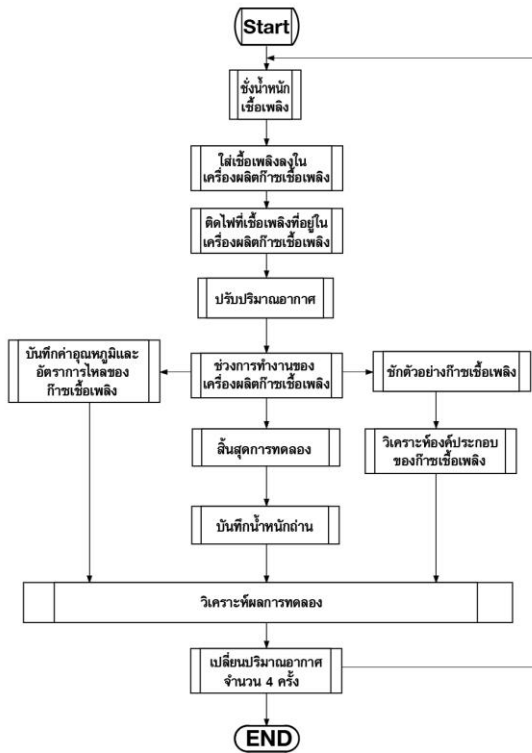 Start
ชั่งน้ำหนัก
เชื้อเพลิง
ใส่เชื้อเพลิงลงใน
เครื่องผลิตก๊าซเชื้อเพลิง
ติดไฟที่เชื้อเพลิงที่อยู่ใน
เครื่องผลิตก๊าซเชื้อเพลิง
ปรับปริมาณอากาศ
บันทึกค่าอุณหภูมิและ
อัตราการไหลของ
ก๊าซเชื้อเพลิง
ช่วงการทำงานของ
เครื่องผลิตก๊าซเชื้อเพลิง
ชักตัวอย่างก๊าซเชื้อเพลิง
สิ้นสุดการทดลอง
วิเคราะห์องค์ประกอบ
ของก๊าซเชื้อเพลิง
บันทึกน้ำหนักถ่าน
วิเคราะห์ผลการทดลอง
เปลี่ยนปริมาณอากาศ
จำนวน 4 ครั้ง
END